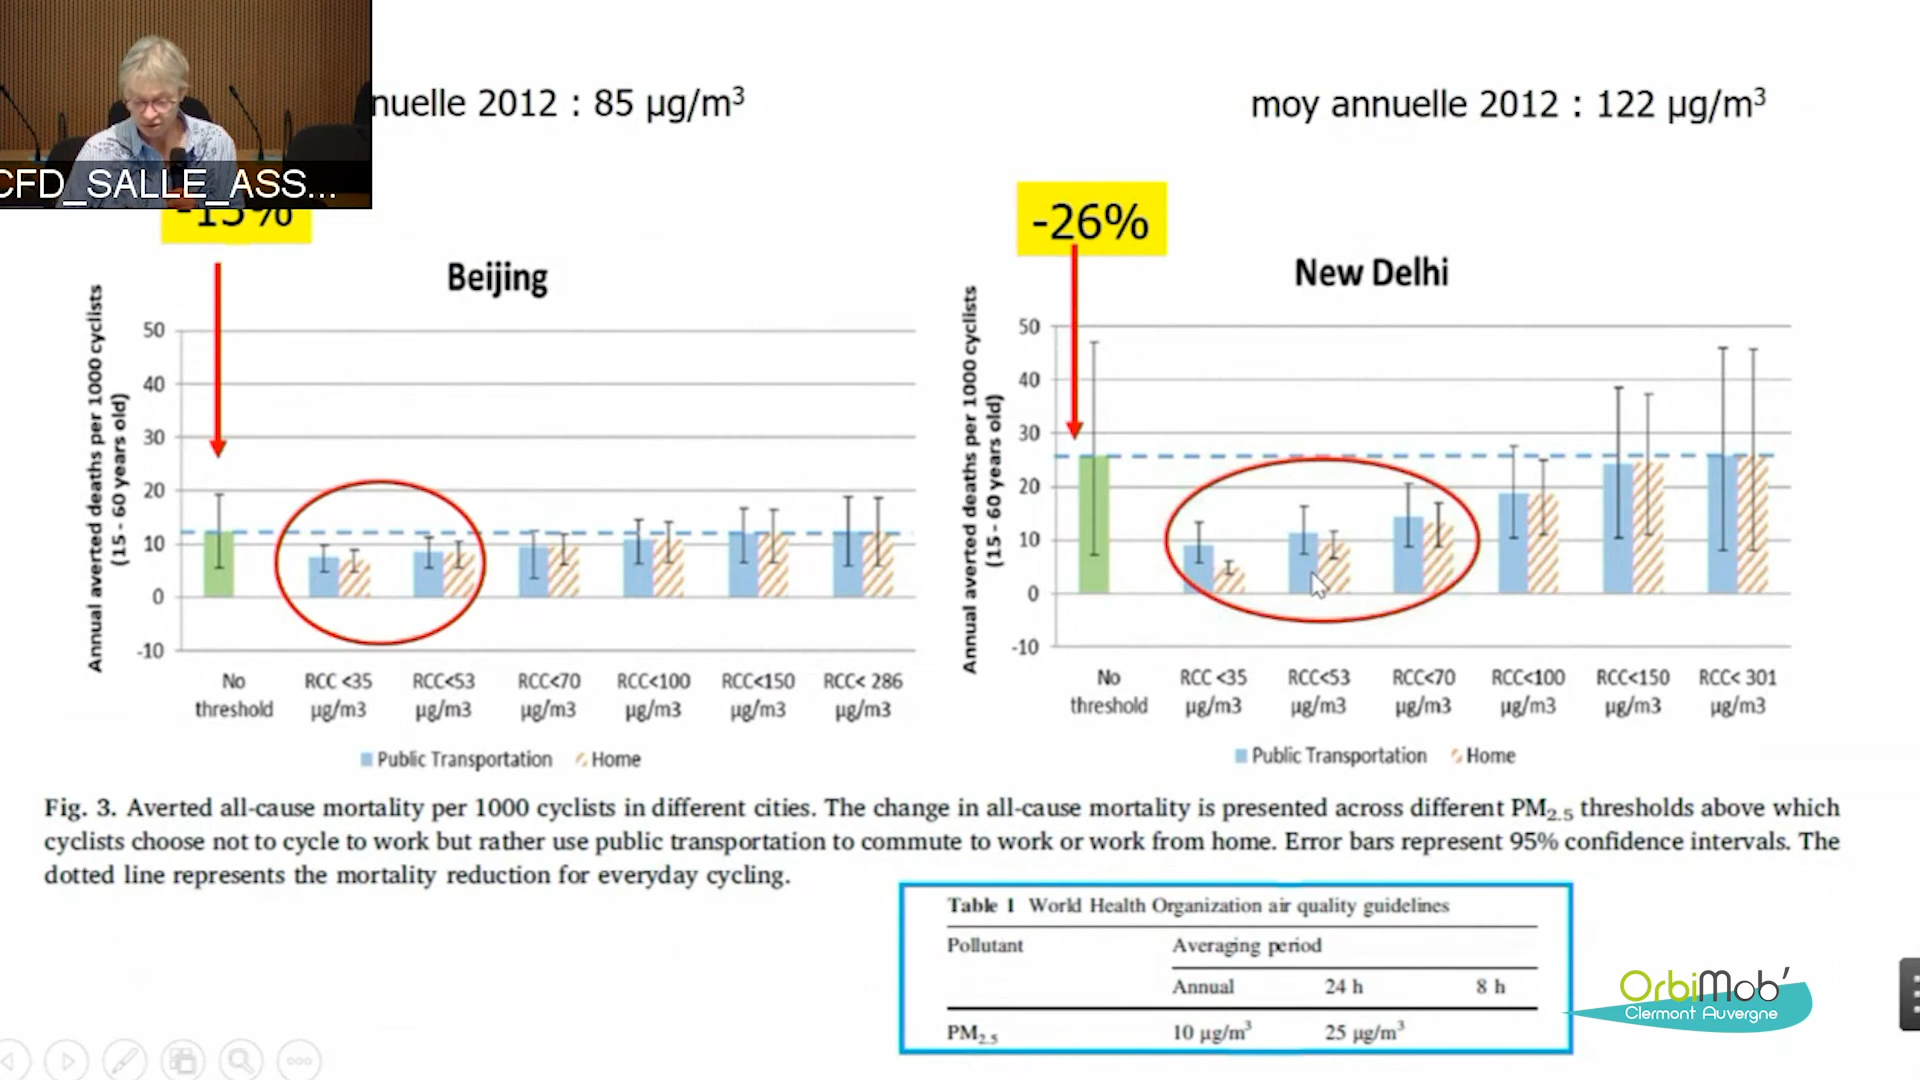 nuelle 2012 : 85 µg/m³
moy annuelle 2012 : 122 µg/m³
CFD_SALLE_ASS...
-26%
Beijing
Annual averted deaths per 1000 cyclists
(15 - 60 years old)
50
40
30
20
10
0
-10
No threshold
RCC <35 µg/m3
RCC<53 µg/m3
RCC<70 µg/m3
RCC<100 µg/m3
RCC<150 µg/m3
RCC< 286 µg/m3
Public Transportation
Home
New Delhi
Annual averted deaths per 1000 cyclists
(15 - 60 years old)
50
40
30
20
10
0
-10
No threshold
RCC <35 µg/m3
RCC<53 µg/m3
RCC<70 µg/m3
RCC<100 µg/m3
RCC<150 µg/m3
RCC< 301 µg/m3
Public Transportation
Home
Fig. 3. Averted all-cause mortality per 1000 cyclists in different cities. The change in all-cause mortality is presented across different PM₂.₅ thresholds above which
cyclists choose not to cycle to work but rather use public transportation to commute to work or work from home. Error bars represent 95% confidence intervals. The
dotted line represents the mortality reduction for everyday cycling.
Table 1 World Health Organization air quality guidelines
Pollutant Averaging period
Annual 24 h 8 h
PM₂.₅ 10 µg/m³ 25 µg/m³
OrbiMob'
Clermont Auvergne